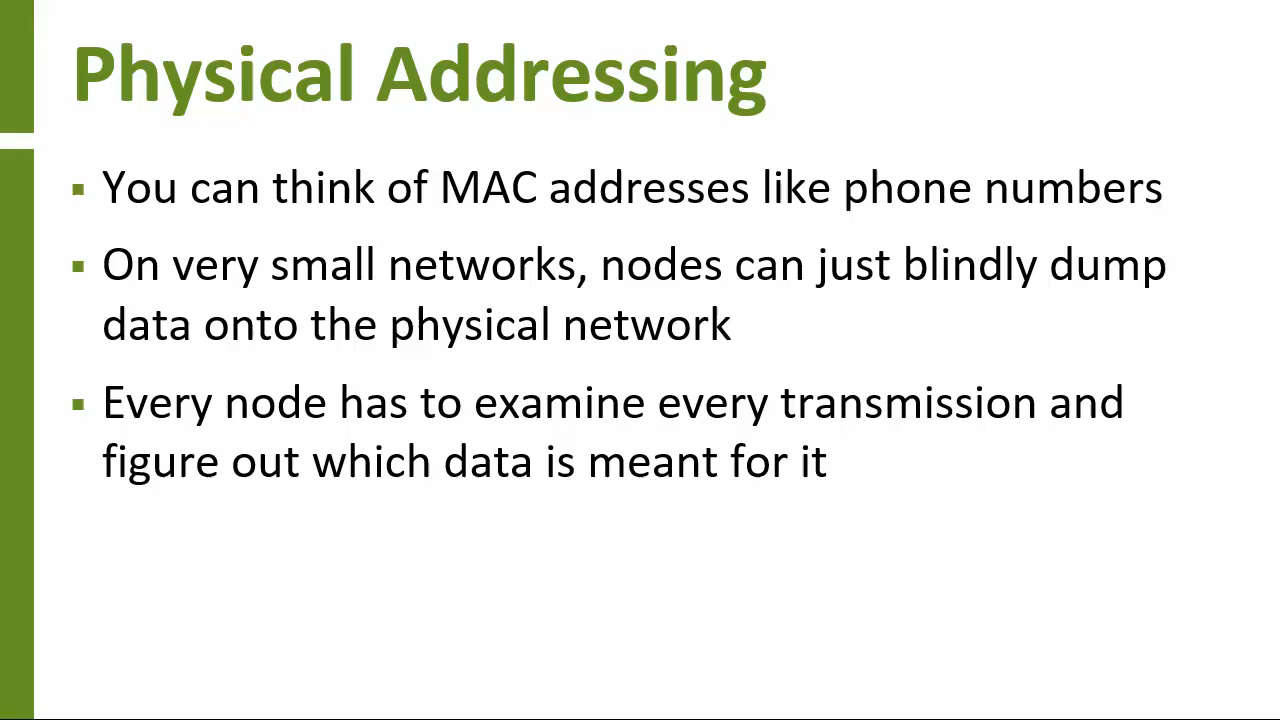 Physical Addressing
▪ You can think of MAC addresses like phone numbers
▪ On very small networks, nodes can just blindly dump
data onto the physical network
▪ Every node has to examine every transmission and
figure out which data is meant for it